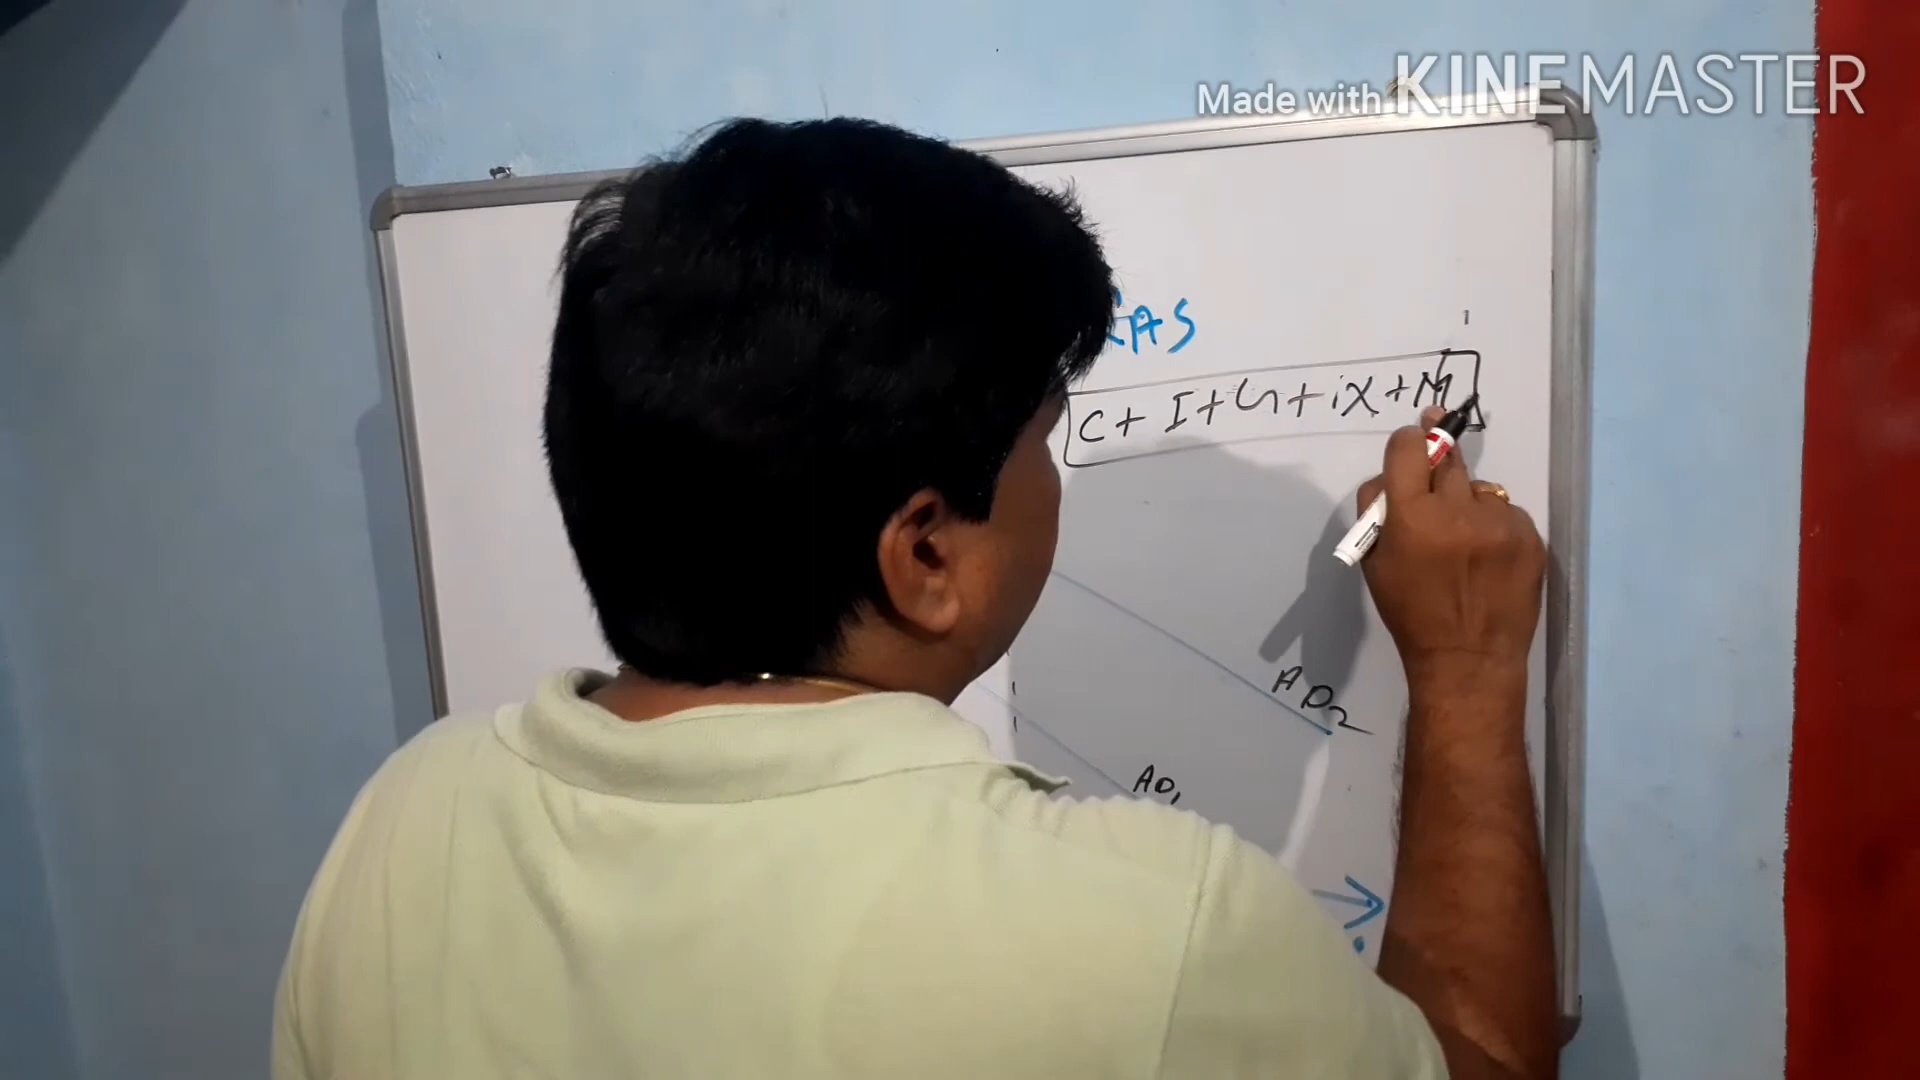 Made with KINEMASTER
AS
C + I + G + iX + M
AD2
AD1